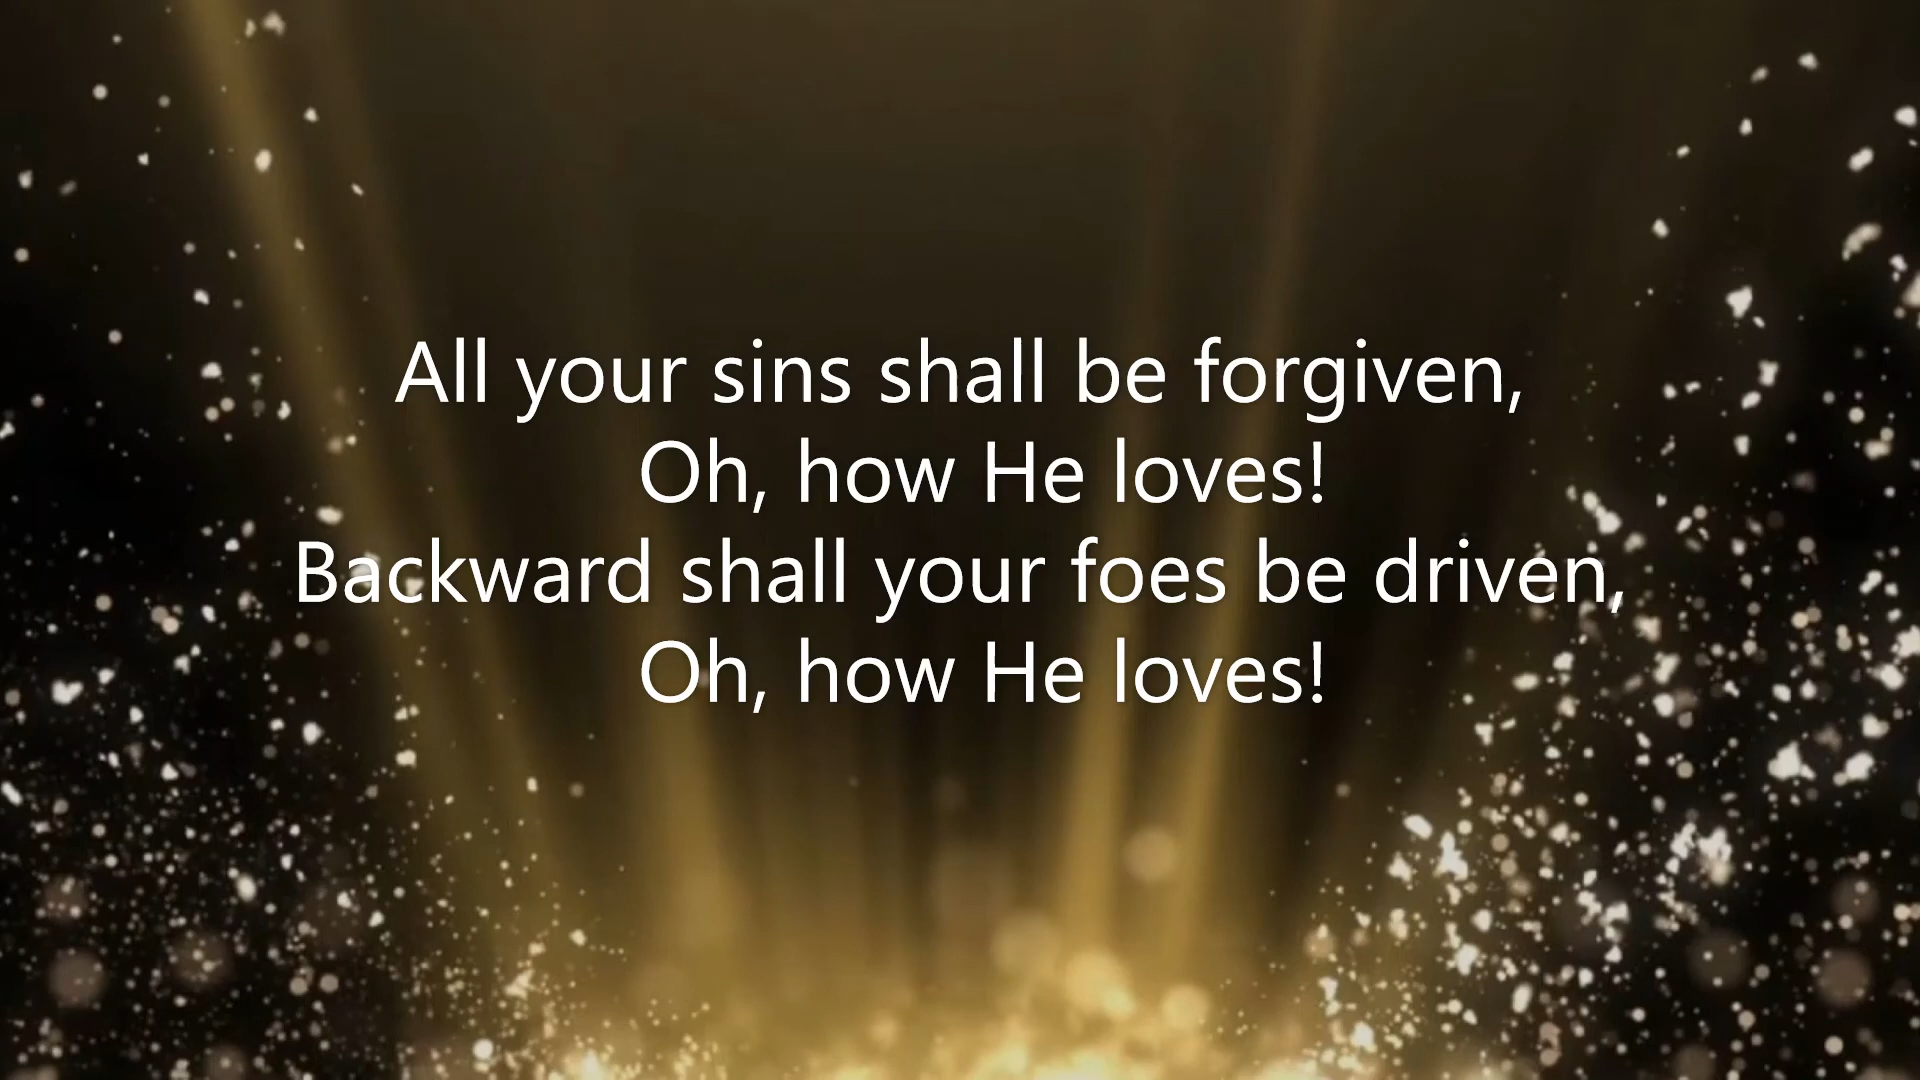 All your sins shall be forgiven,
Oh, how He loves!
Backward shall your foes be driven,
Oh, how He loves!